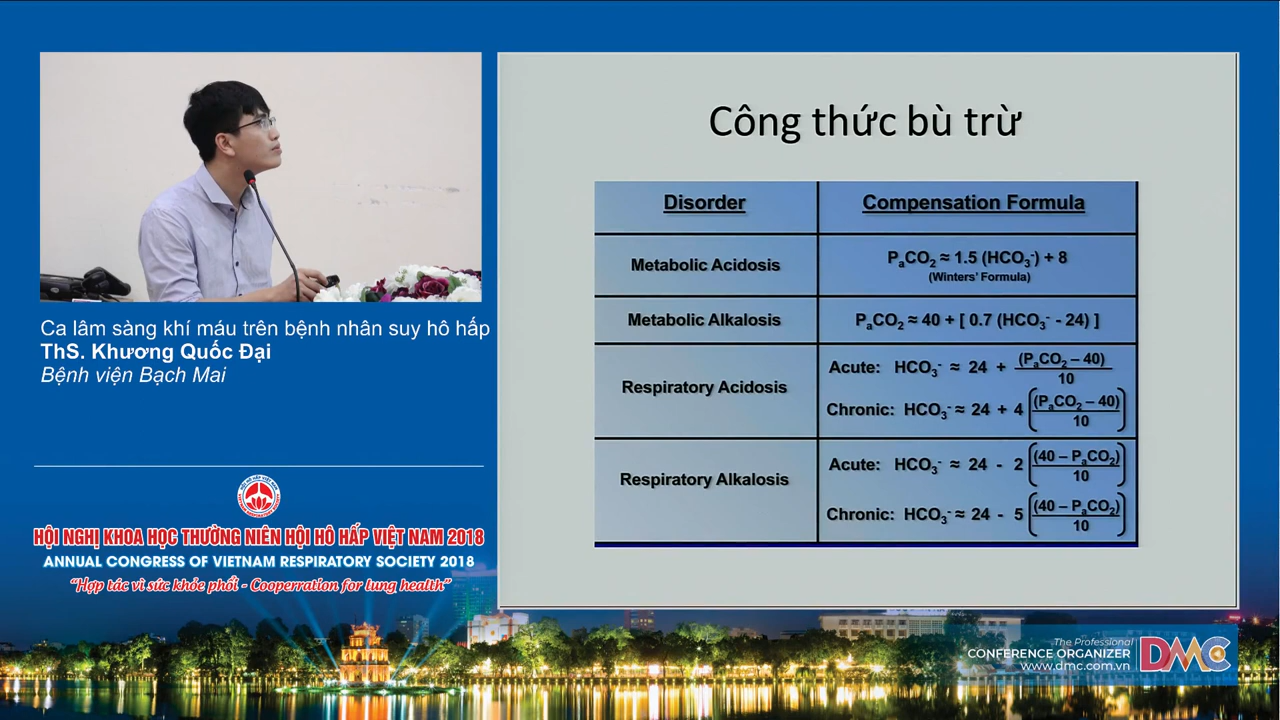 Công thức bù trừ
Disorder
Compensation Formula
Metabolic Acidosis
PaCO2 ≈ 1.5 (HCO3-) + 8
(Winters' Formula)
Metabolic Alkalosis
PaCO2 ≈ 40 + [ 0.7 (HCO3- - 24) ]
Respiratory Acidosis
Acute: HCO3- ≈ 24 + (PaCO2 – 40) / 10
Chronic: HCO3- ≈ 24 + 4 ((PaCO2 – 40) / 10)
Respiratory Alkalosis
Acute: HCO3- ≈ 24 - 2 ((40 – PaCO2) / 10)
Chronic: HCO3- ≈ 24 - 5 ((40 – PaCO2) / 10)
Ca lâm sàng khí máu trên bệnh nhân suy hô hấp
ThS. Khương Quốc Đại
Bệnh viện Bạch Mai
HỘI NGHỊ KHOA HỌC THƯỜNG NIÊN HỘI HÔ HẤP VIỆT NAM 2018
ANNUAL CONGRESS OF VIETNAM RESPIRATORY SOCIETY 2018
“Hợp tác vì sức khỏe phổi - Cooperration for lung health”
The Professional
CONFERENCE ORGANIZER
www.dmc.com.vn
DMC